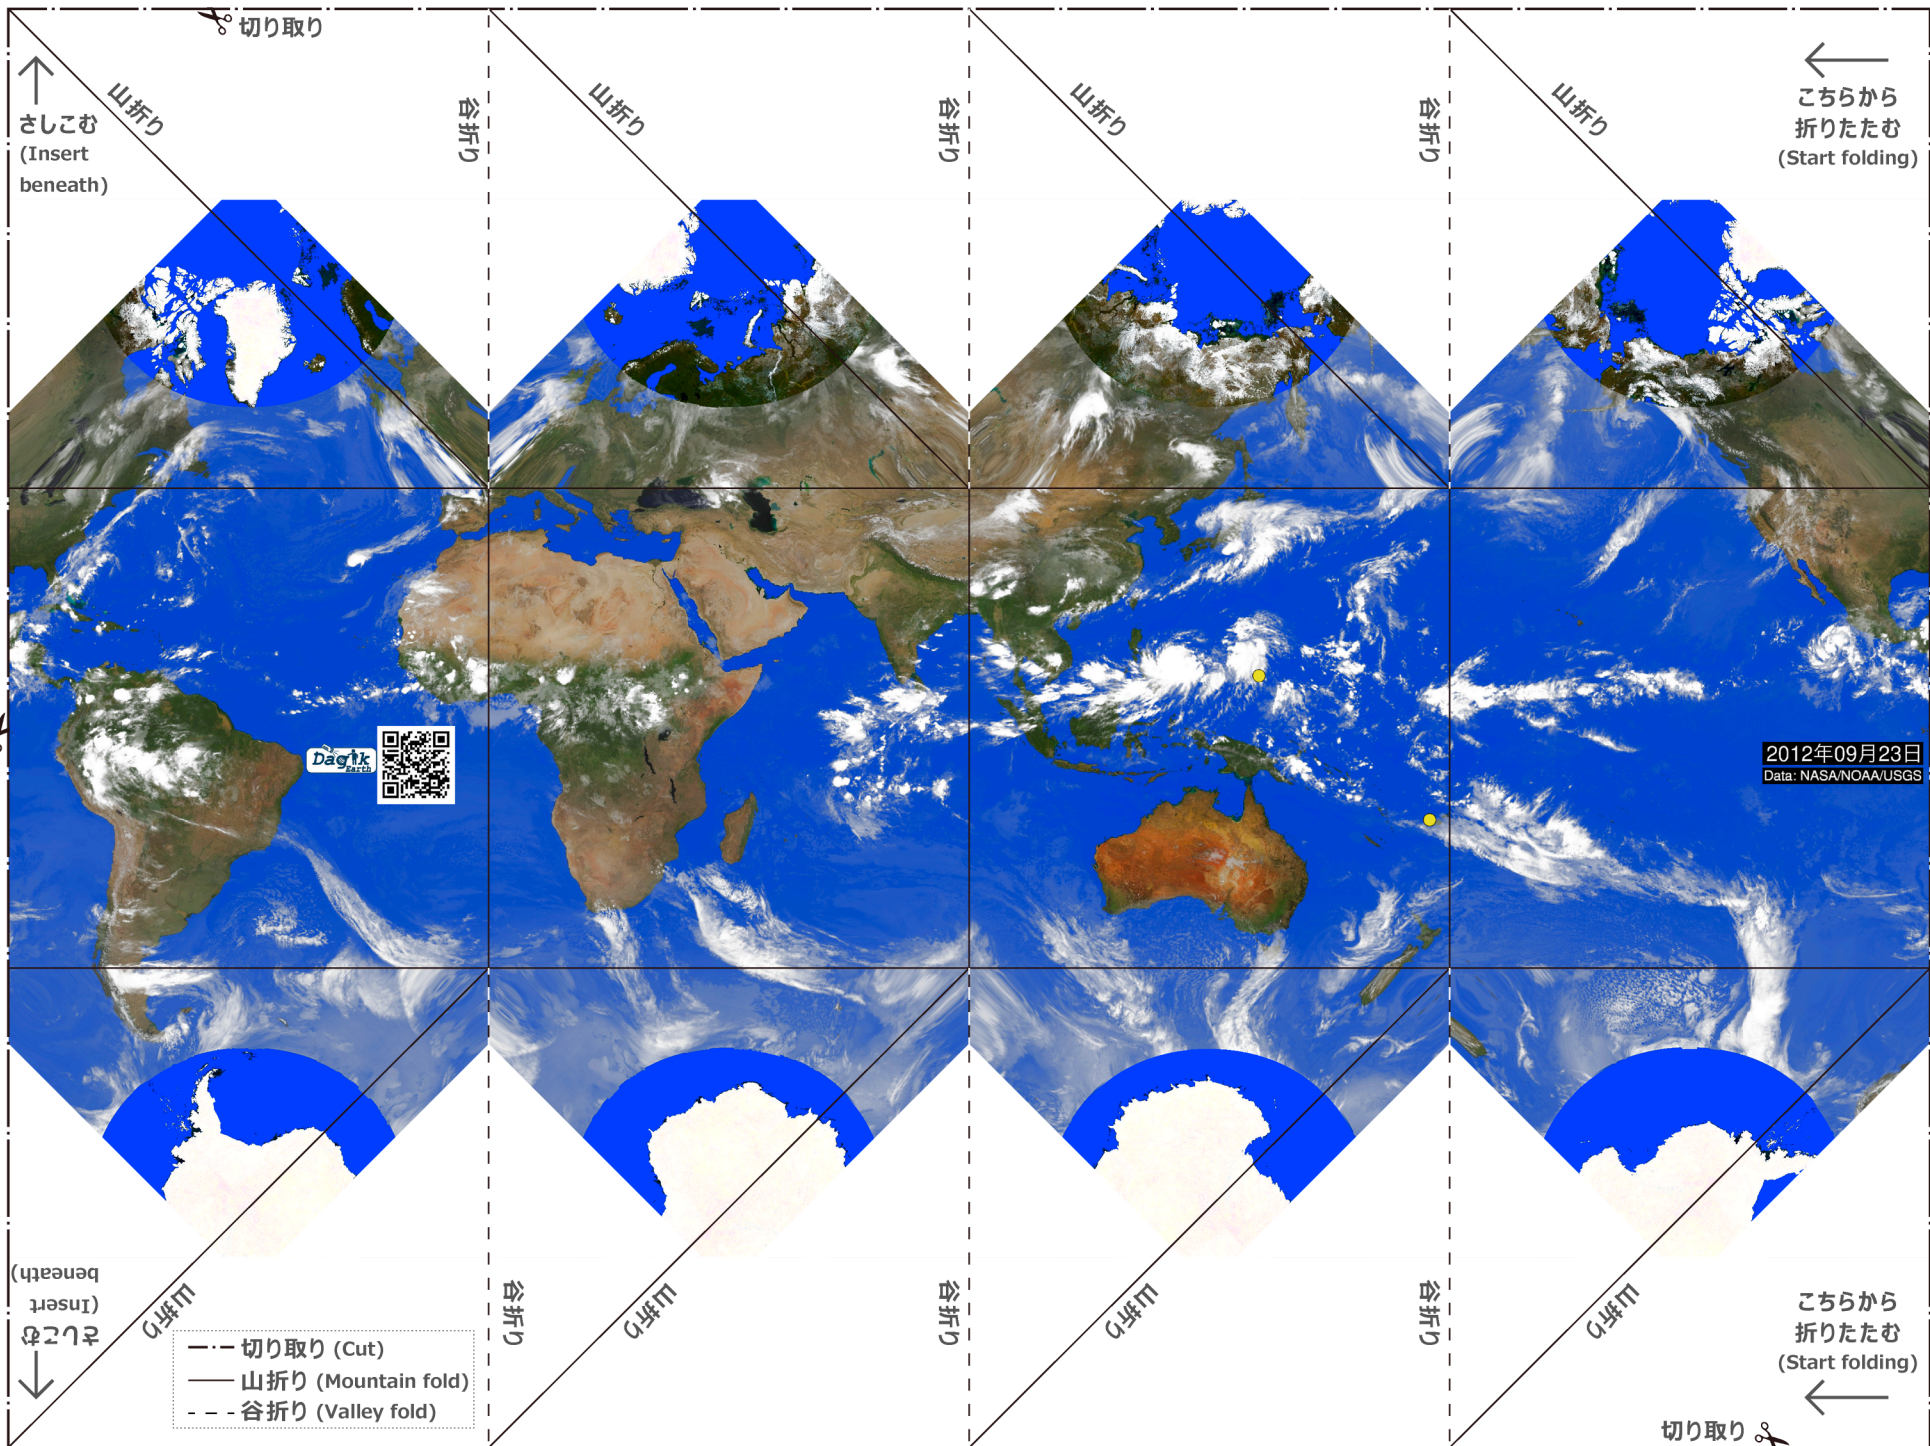 切り取り
さしこむ
(Insert
beneath)
山折り
谷折り
山折り
谷折り
山折り
谷折り
山折り
こちらから
折りたたむ
(Start folding)
Dagik
Earth
2012年09月23日
Data: NASA/NOAA/USGS
さしこむ
(Insert
beneath)
山折り
谷折り
山折り
谷折り
山折り
谷折り
山折り
こちらから
折りたたむ
(Start folding)
切り取り (Cut)
山折り (Mountain fold)
谷折り (Valley fold)
切り取り